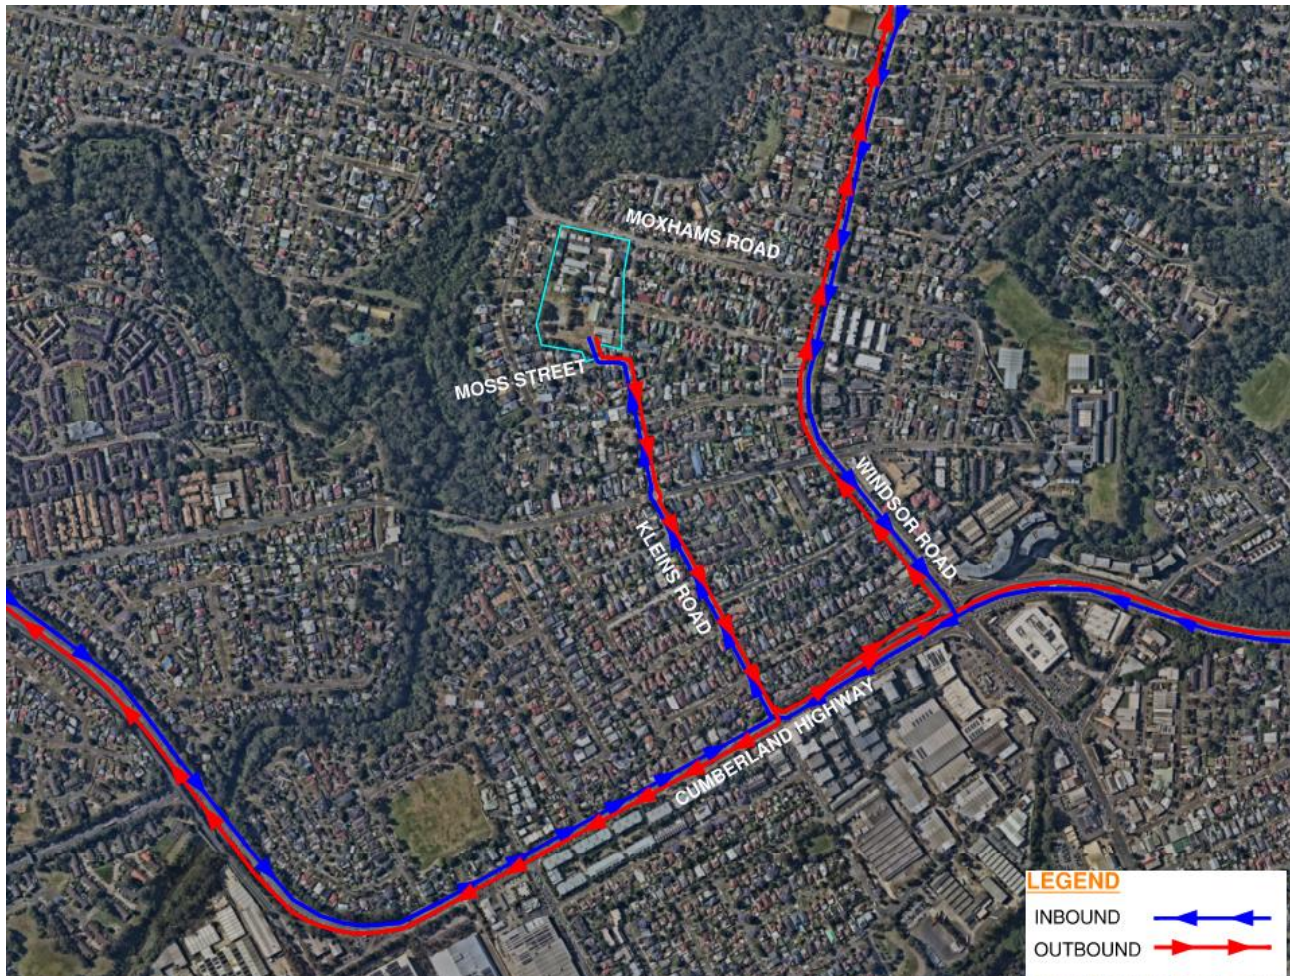 MOXHAMS ROAD
MOSS STREET
WINDSOR ROAD
KLEINS ROAD
CUMBERLAND HIGHWAY
LEGEND
INBOUND
OUTBOUND